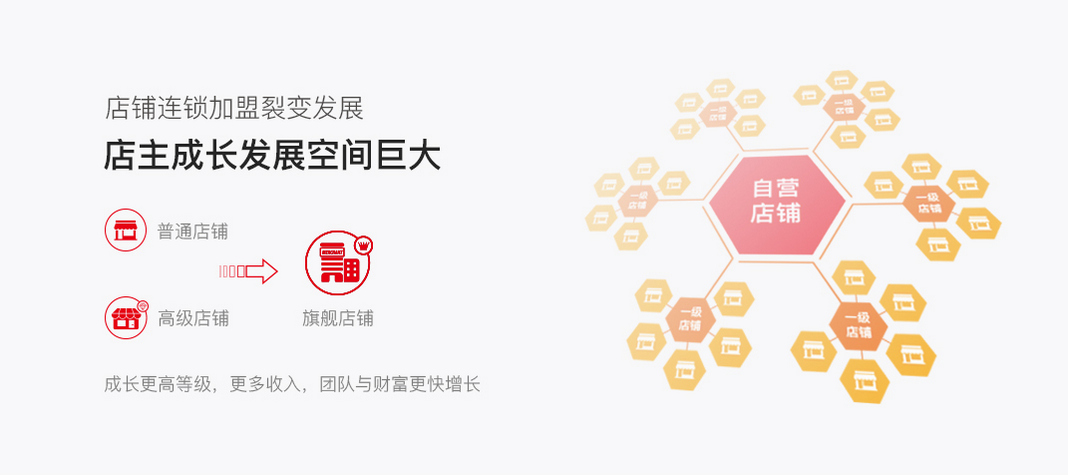 店铺连锁加盟裂变发展
店主成长发展空间巨大
普通店铺
高级店铺
MERCHANT
旗舰店铺
成长更高等级，更多收入，团队与财富更快增长
自营
店铺
一级
店铺
一级
店铺
一级
店铺
一级
店铺
一级
店铺
一级
店铺